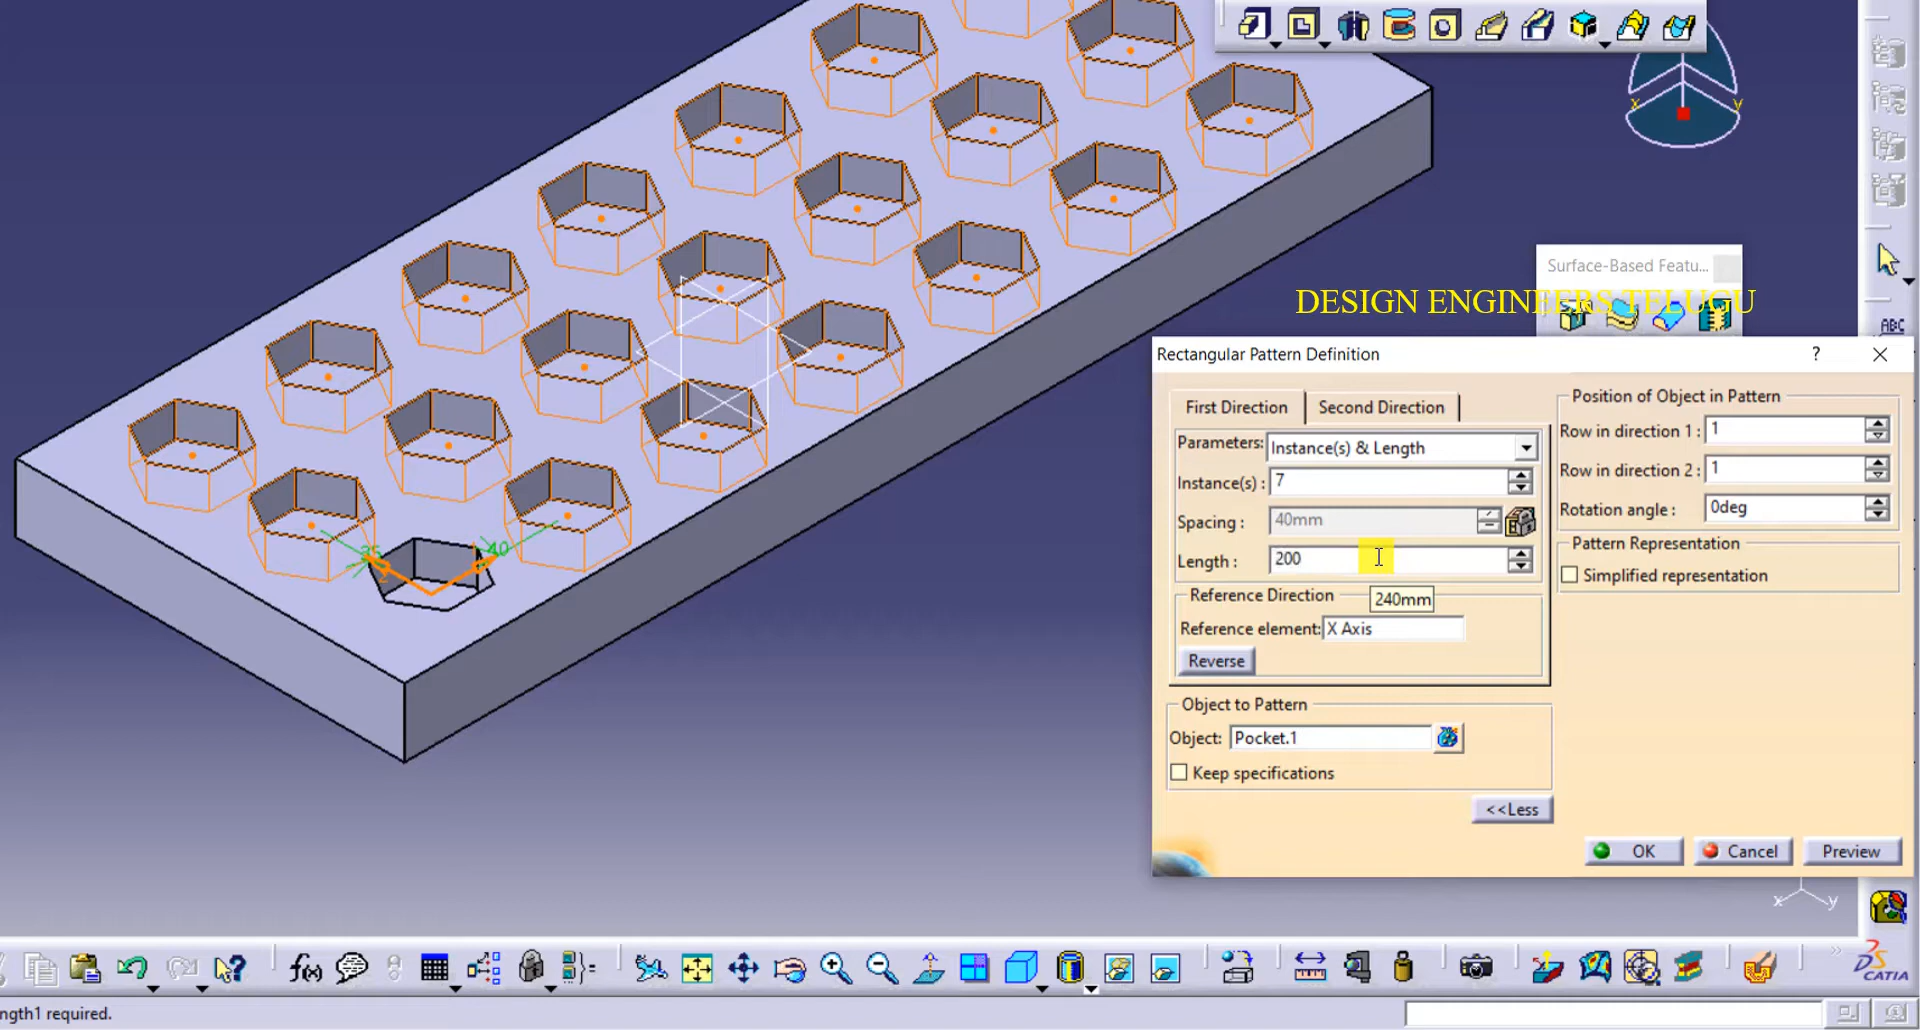 x
y
Surface-Based Featu...
DESIGN ENGINEERS TELUGU
ABC
Rectangular Pattern Definition
?
First Direction
Second Direction
Parameters:
Instance(s) & Length
Instance(s) :
7
Spacing :
40mm
Length :
200
240mm
Reference Direction
Reference element:
X Axis
Reverse
Object to Pattern
Object:
Pocket.1
Keep specifications
<<Less
Position of Object in Pattern
Row in direction 1 :
1
Row in direction 2 :
1
Rotation angle :
0deg
Pattern Representation
Simplified representation
OK
Cancel
Preview
40
2
x
y
f(x)
CATIA
ngth1 required.